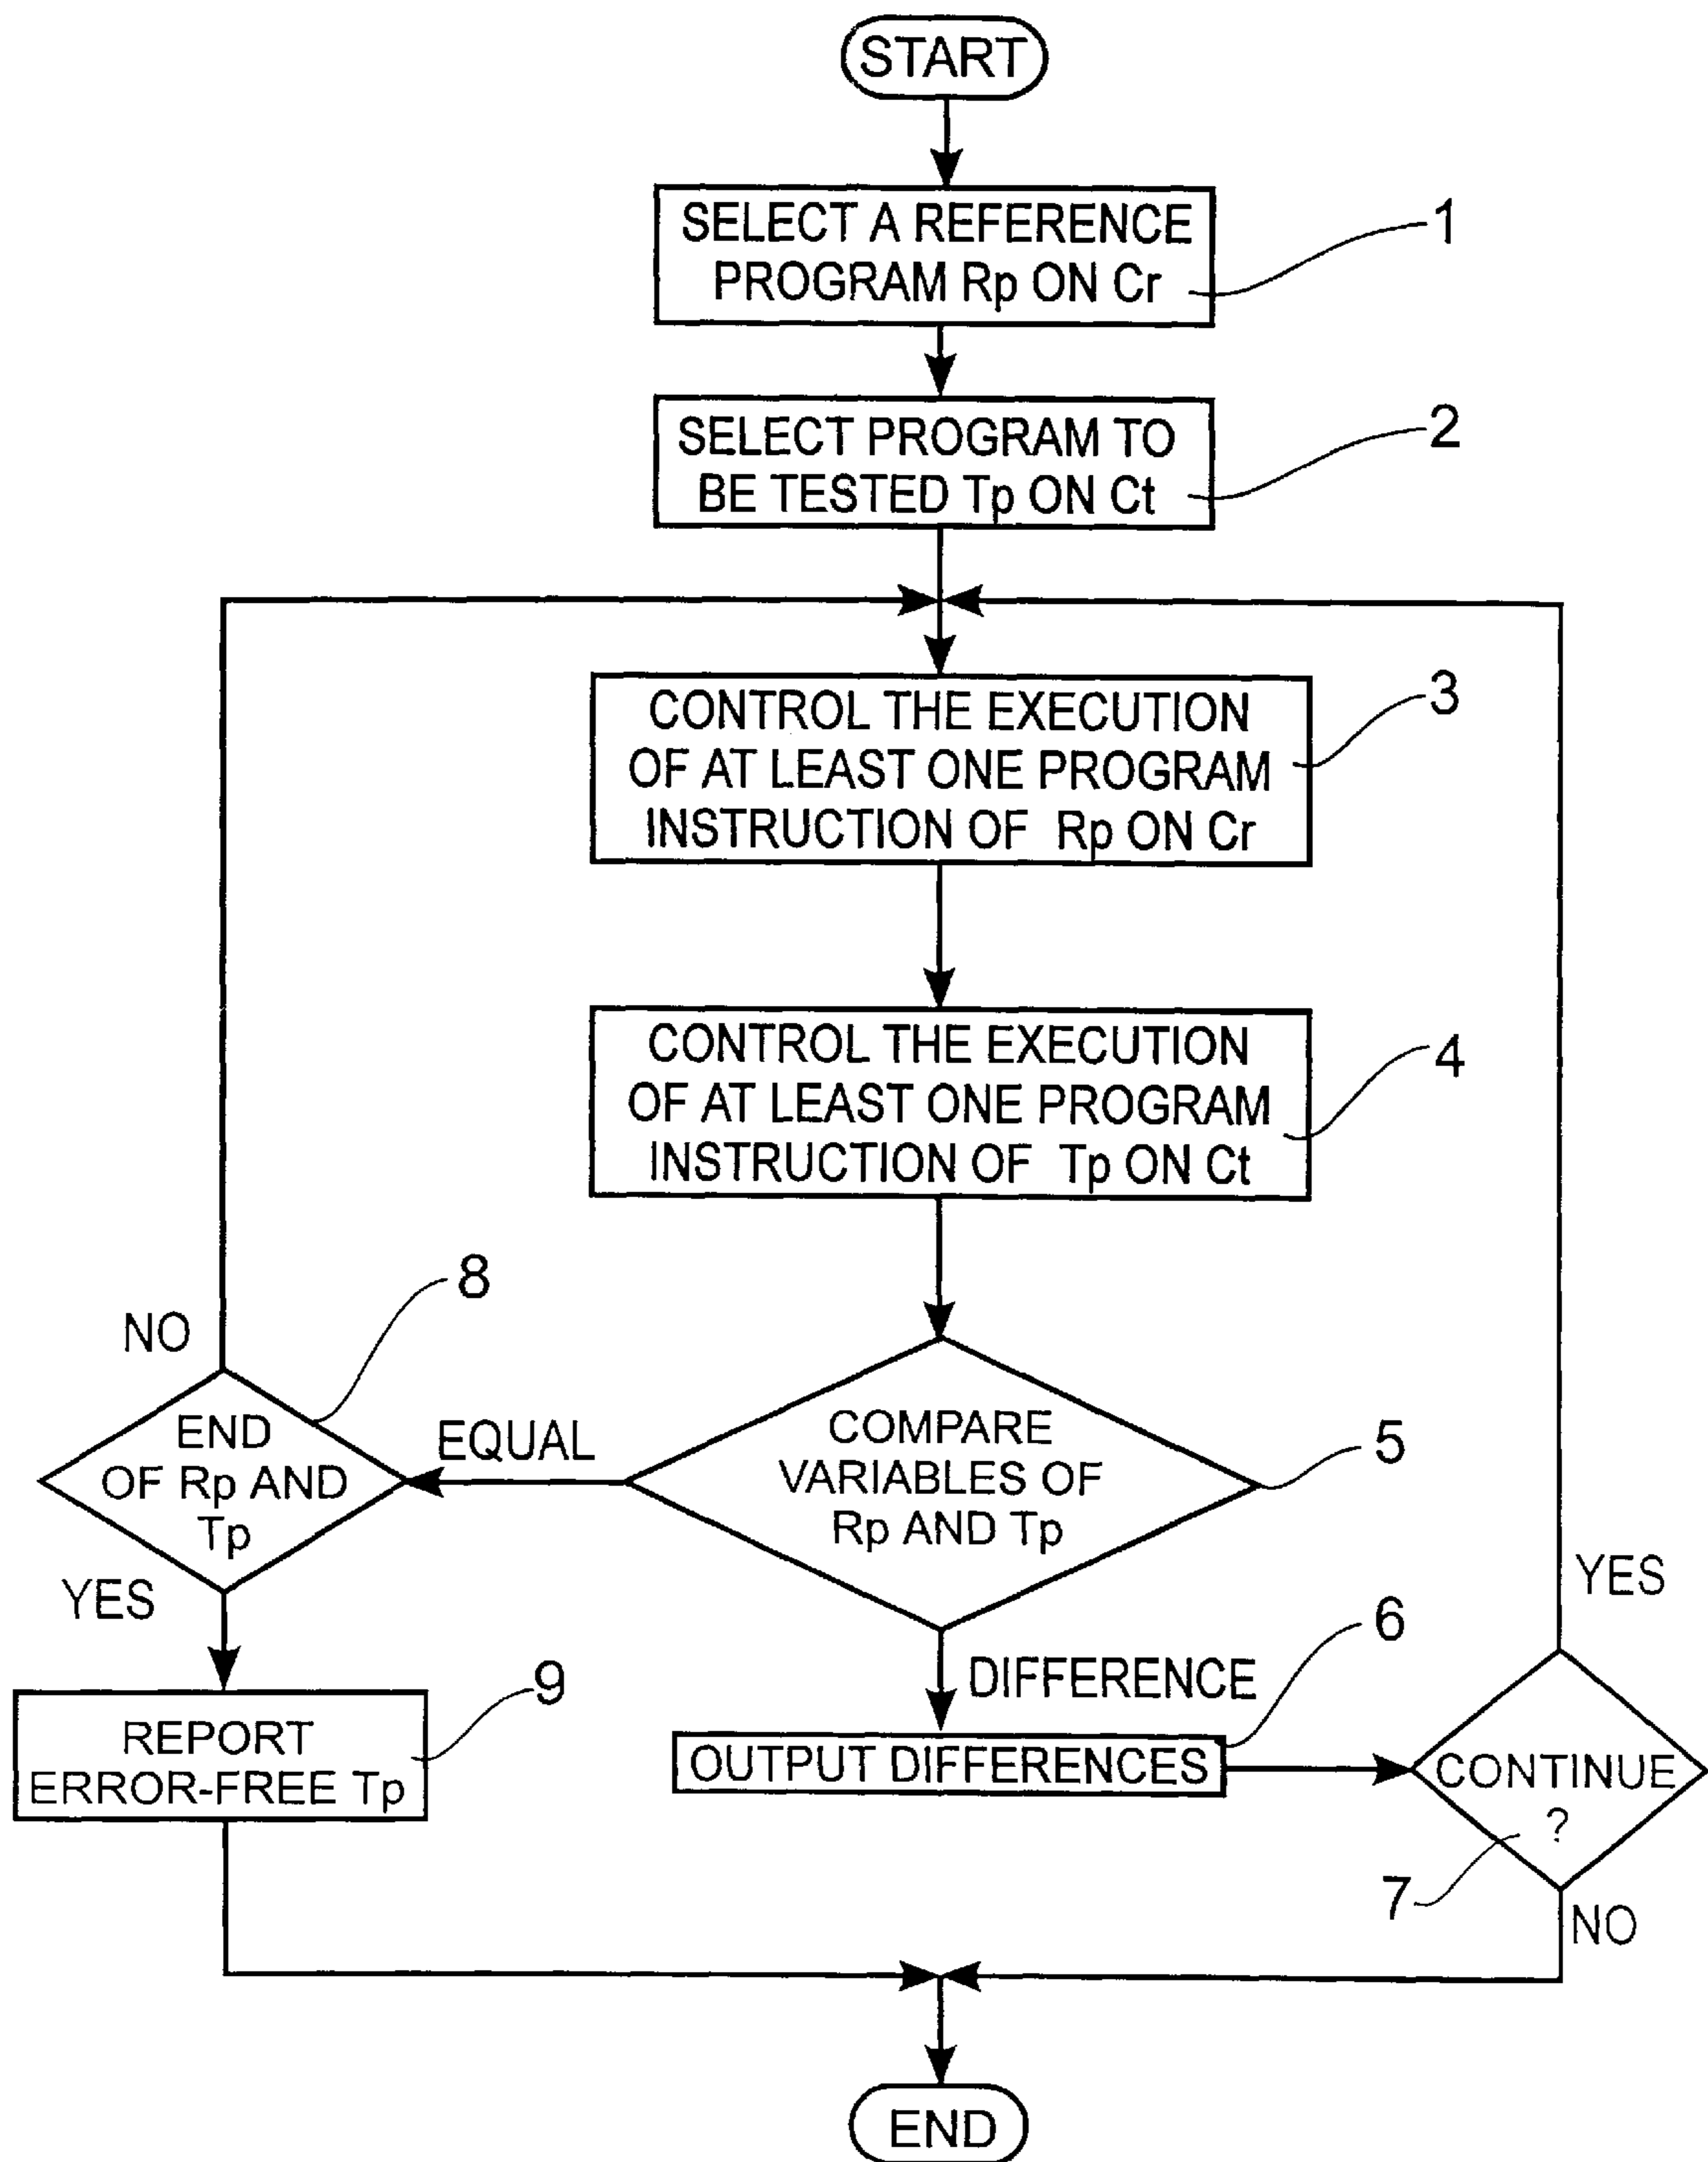 START
SELECT A REFERENCE
PROGRAM Rp ON Cr
1
SELECT PROGRAM TO
BE TESTED Tp ON Ct
2
CONTROL THE EXECUTION
OF AT LEAST ONE PROGRAM
INSTRUCTION OF Rp ON Cr
3
CONTROL THE EXECUTION
OF AT LEAST ONE PROGRAM
INSTRUCTION OF Tp ON Ct
4
COMPARE
VARIABLES OF
Rp AND Tp
5
EQUAL
8
NO
END
OF Rp AND
Tp
YES
REPORT
ERROR-FREE Tp
9
DIFFERENCE
OUTPUT DIFFERENCES
6
YES
CONTINUE
?
7
NO
END